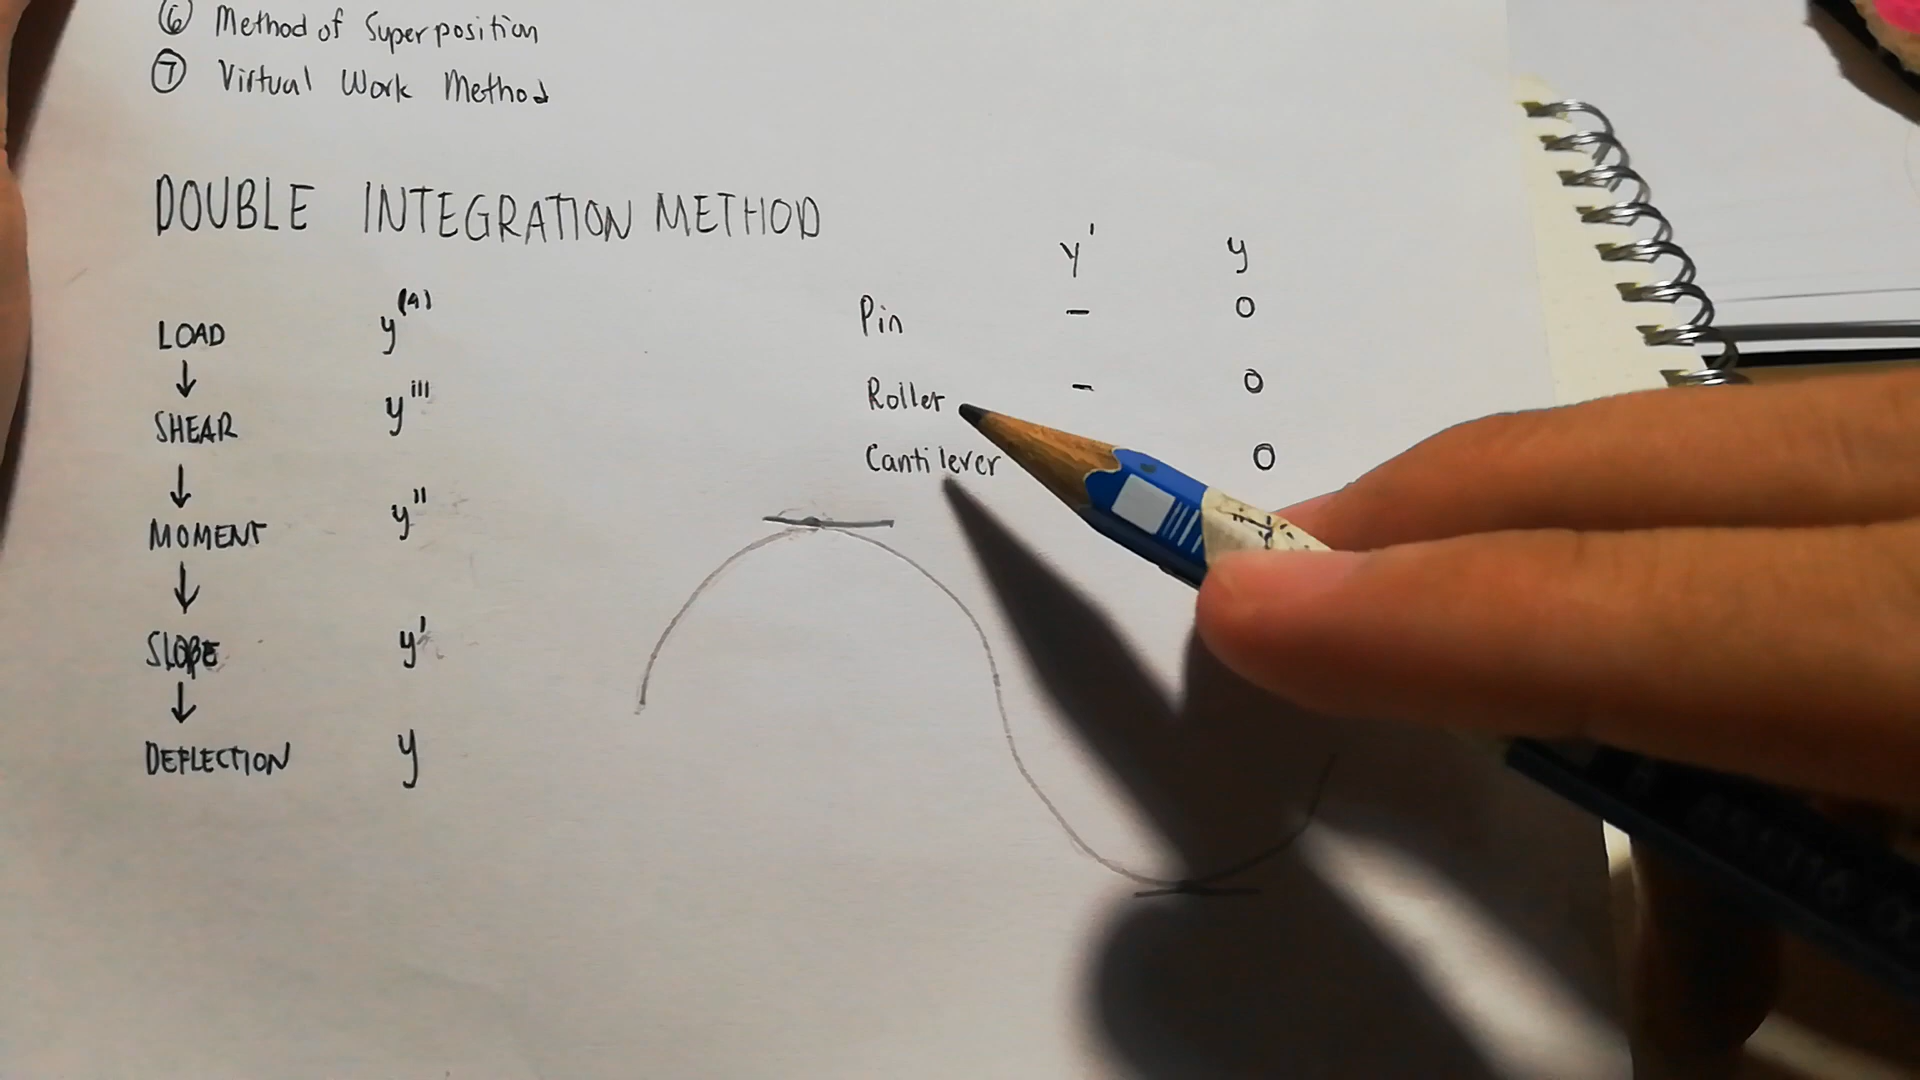 ⑥ Method of Superposition
⑦ Virtual Work Method
DOUBLE INTEGRATION METHOD
LOAD y⁽⁴⁾
↓
SHEAR y'''
↓
MOMENT y''
↓
SLOPE y'
↓
DEFLECTION y
y' y
Pin - 0
Roller - 0
Cantilever 0